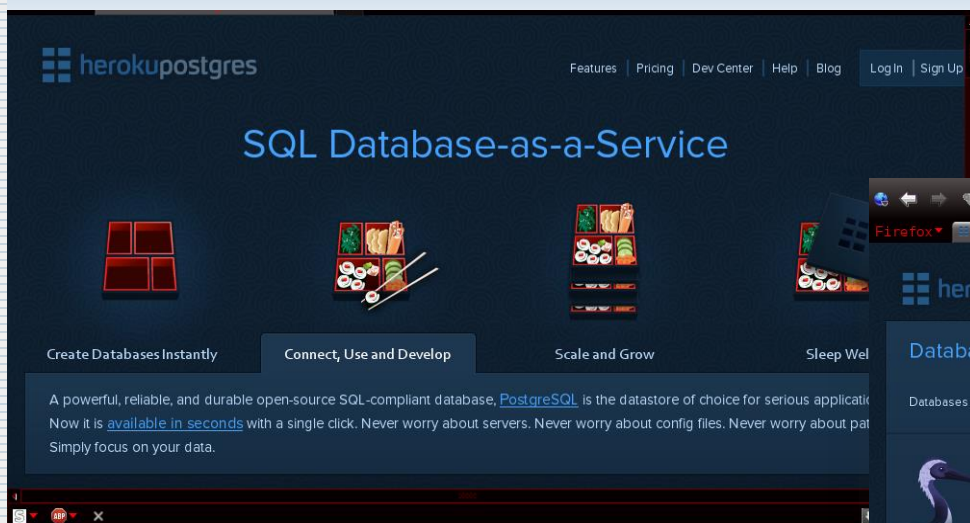 herokupostgres
Features | Pricing | Dev Center | Help | Blog
Log In | Sign Up
SQL Database-as-a-Service
Firefox
Create Databases Instantly
Connect, Use and Develop
Scale and Grow
Sleep Wel
A powerful, reliable, and durable open-source SQL-compliant database, PostgreSQL is the datastore of choice for serious applicatio
Now it is available in seconds with a single click. Never worry about servers. Never worry about config files. Never worry about pat
Simply focus on your data.
her
Databa
Databases
S
ABP